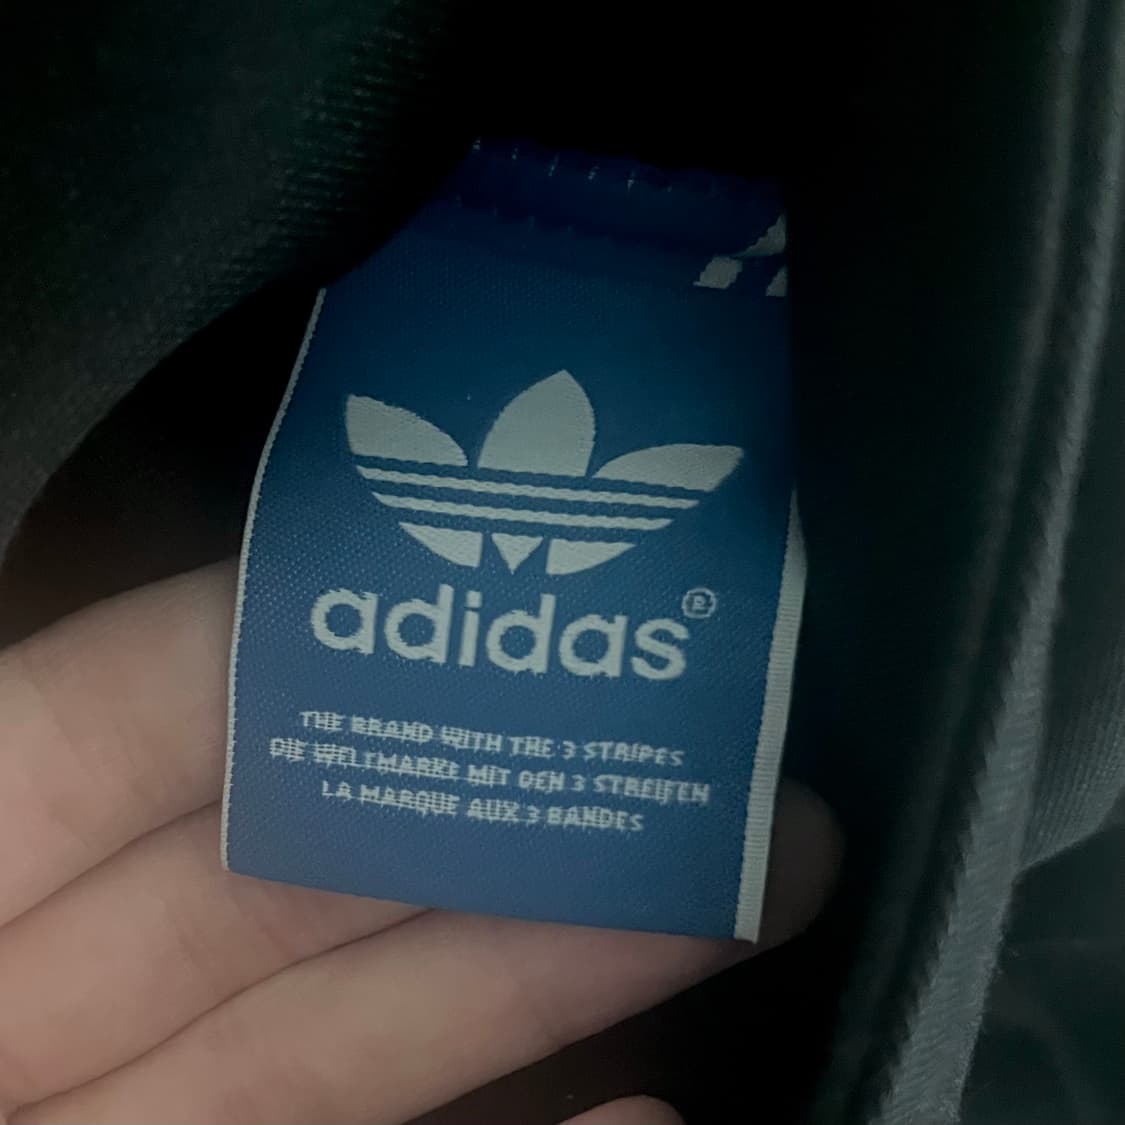 adidas®
THE BRAND WITH THE 3 STRIPES
DIE WELTMARKE MIT DEN 3 STREIFEN
LA MARQUE AUX 3 BANDES